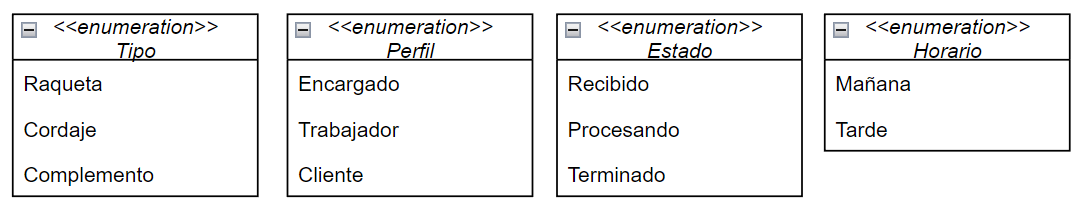 <<enumeration>>
Tipo
Raqueta
Cordaje
Complemento
<<enumeration>>
Perfil
Encargado
Trabajador
Cliente
<<enumeration>>
Estado
Recibido
Procesando
Terminado
<<enumeration>>
Horario
Mañana
Tarde